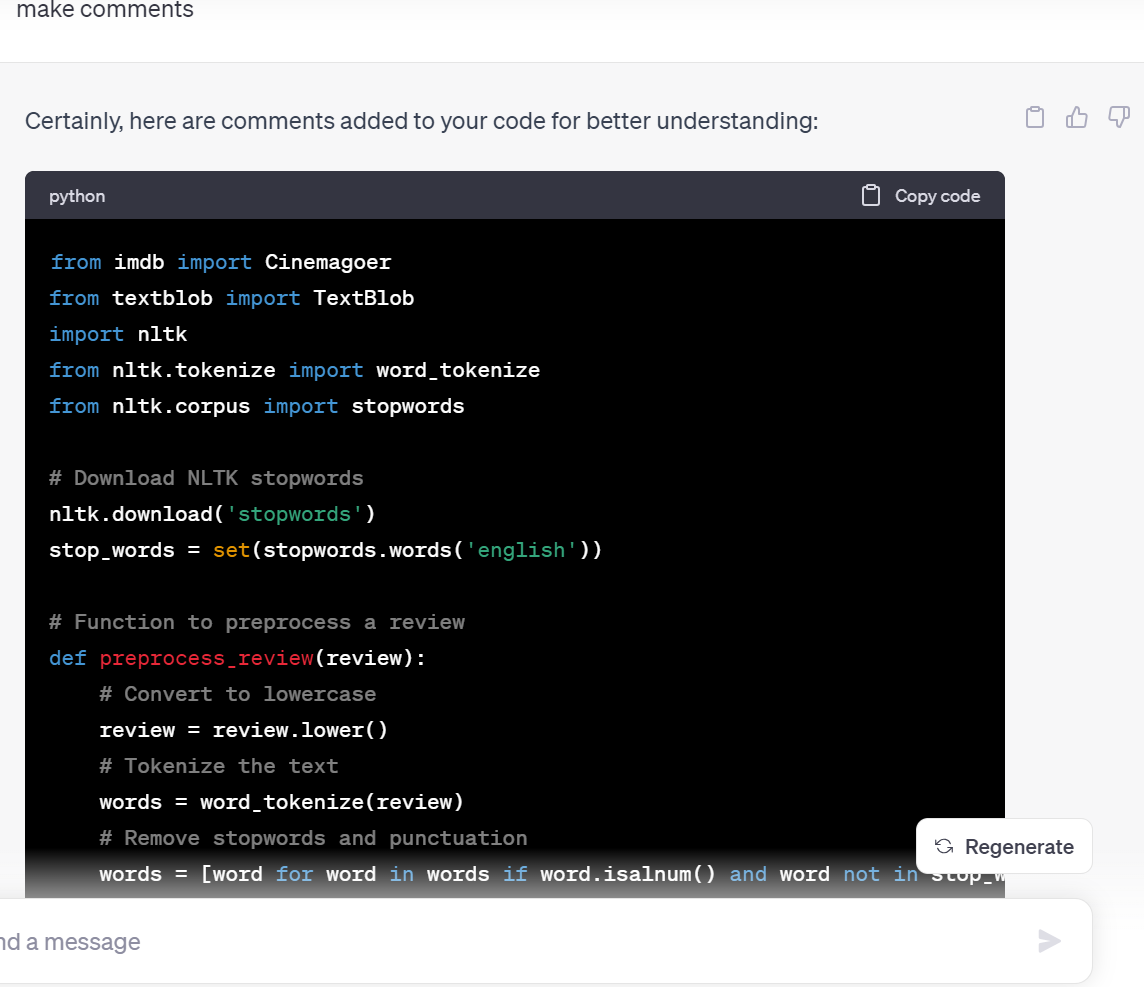 make comments
Certainly, here are comments added to your code for better understanding:
python
Copy code
from imdb import Cinemagoer
from textblob import TextBlob
import nltk
from nltk.tokenize import word_tokenize
from nltk.corpus import stopwords
# Download NLTK stopwords
nltk.download('stopwords')
stop_words = set(stopwords.words('english'))
# Function to preprocess a review
def preprocess_review(review):
    # Convert to lowercase
    review = review.lower()
    # Tokenize the text
    words = word_tokenize(review)
    # Remove stopwords and punctuation
    words = [word for word in words if word.isalnum() and word not in stop_w
Regenerate
nd a message